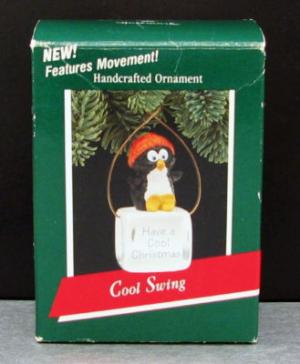 NEW!
Features Movement!
Handcrafted Ornament
Have a
Cool
Christmas
Cool Swing